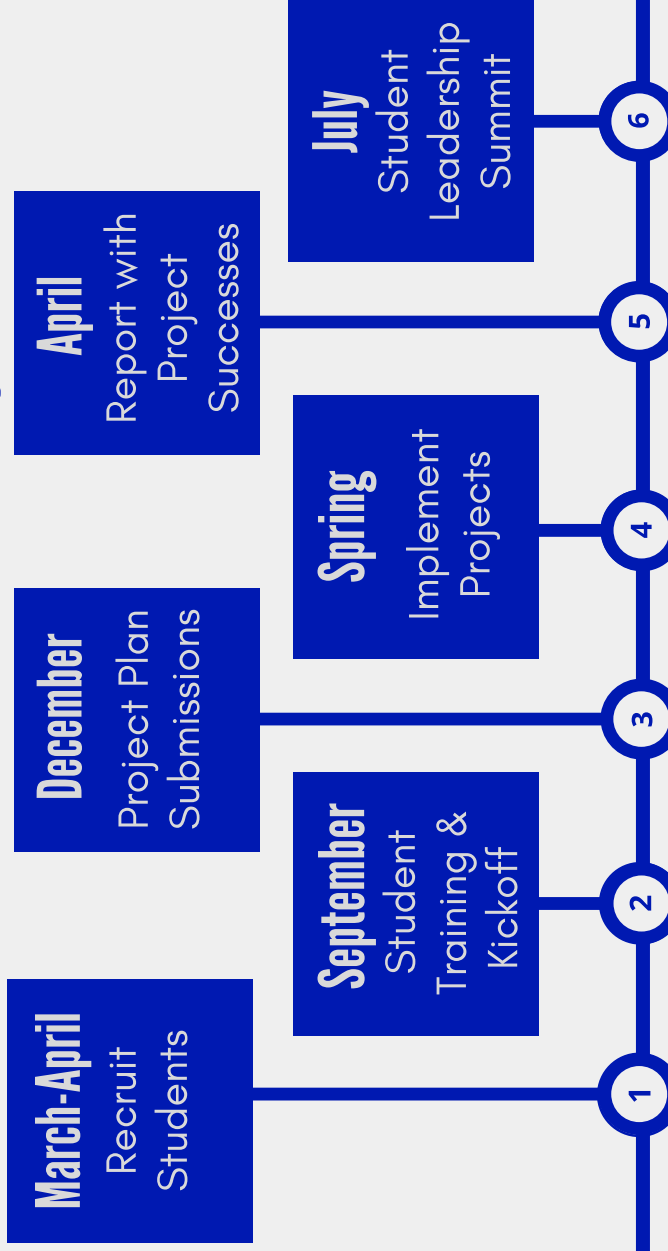 March-April
Recruit
Students
1
September
Student
Training &
Kickoff
2
December
Project Plan
Submissions
3
Spring
Implement
Projects
4
April
Report with
Project
Successes
5
July
Student
Leadership
Summit
6